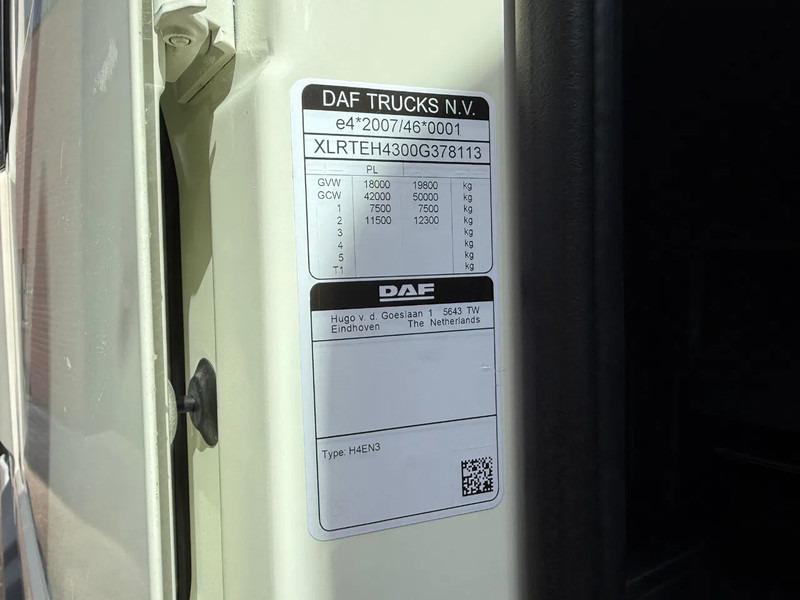 DAF TRUCKS N.V.
e4*2007/46*0001
XLRTEH4300G378113
PL
GVW 18000 19800 kg
GCW 42000 50000 kg
1 7500 7500 kg
2 11500 12300 kg
3 kg
4 kg
5 kg
T1 kg
DAF
Hugo v. d. Goeslaan 1 5643 TW
Eindhoven The Netherlands
Type: H4EN3